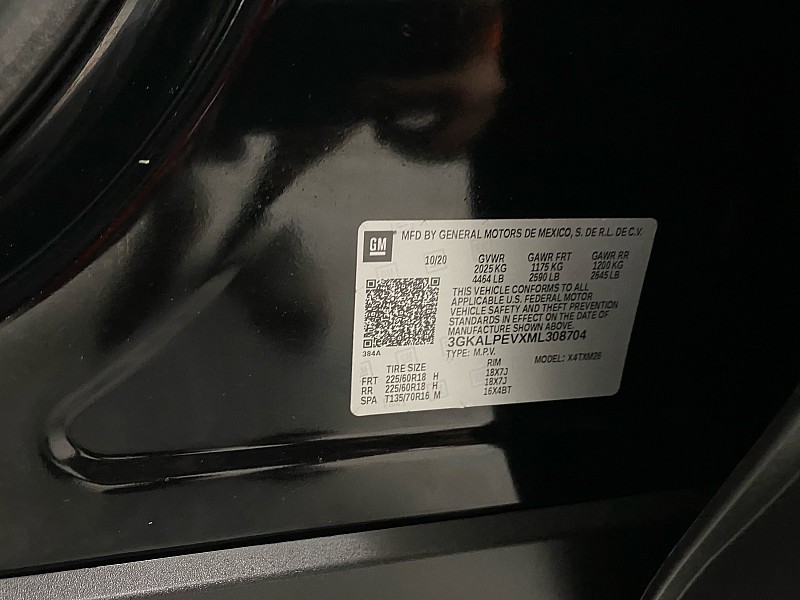 GM MFD BY GENERAL MOTORS DE MEXICO, S. DE R.L. DE C.V.
10/20 GVWR GAWR FRT GAWR RR
2025 KG 1175 KG 1200 KG
4464 LB 2590 LB 2645 LB
THIS VEHICLE CONFORMS TO ALL
APPLICABLE U.S. FEDERAL MOTOR
VEHICLE SAFETY AND THEFT PREVENTION
STANDARDS IN EFFECT ON THE DATE OF
MANUFACTURE SHOWN ABOVE.
3GKALPEVXML308704
384A TYPE: M.P.V. MODEL: X4TXM26
TIRE SIZE RIM
FRT 225/60R18 H 18X7J
RR 225/60R18 H 18X7J
SPA T135/70R16 M 16X4BT